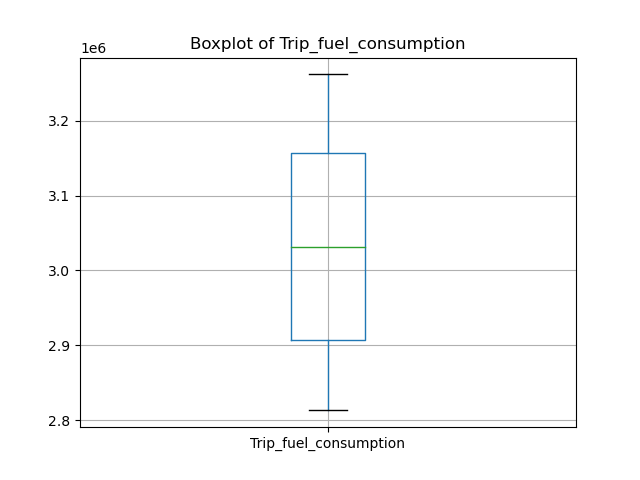 Boxplot of Trip_fuel_consumption
1e6
3.2
3.1
3.0
2.9
2.8
Trip_fuel_consumption